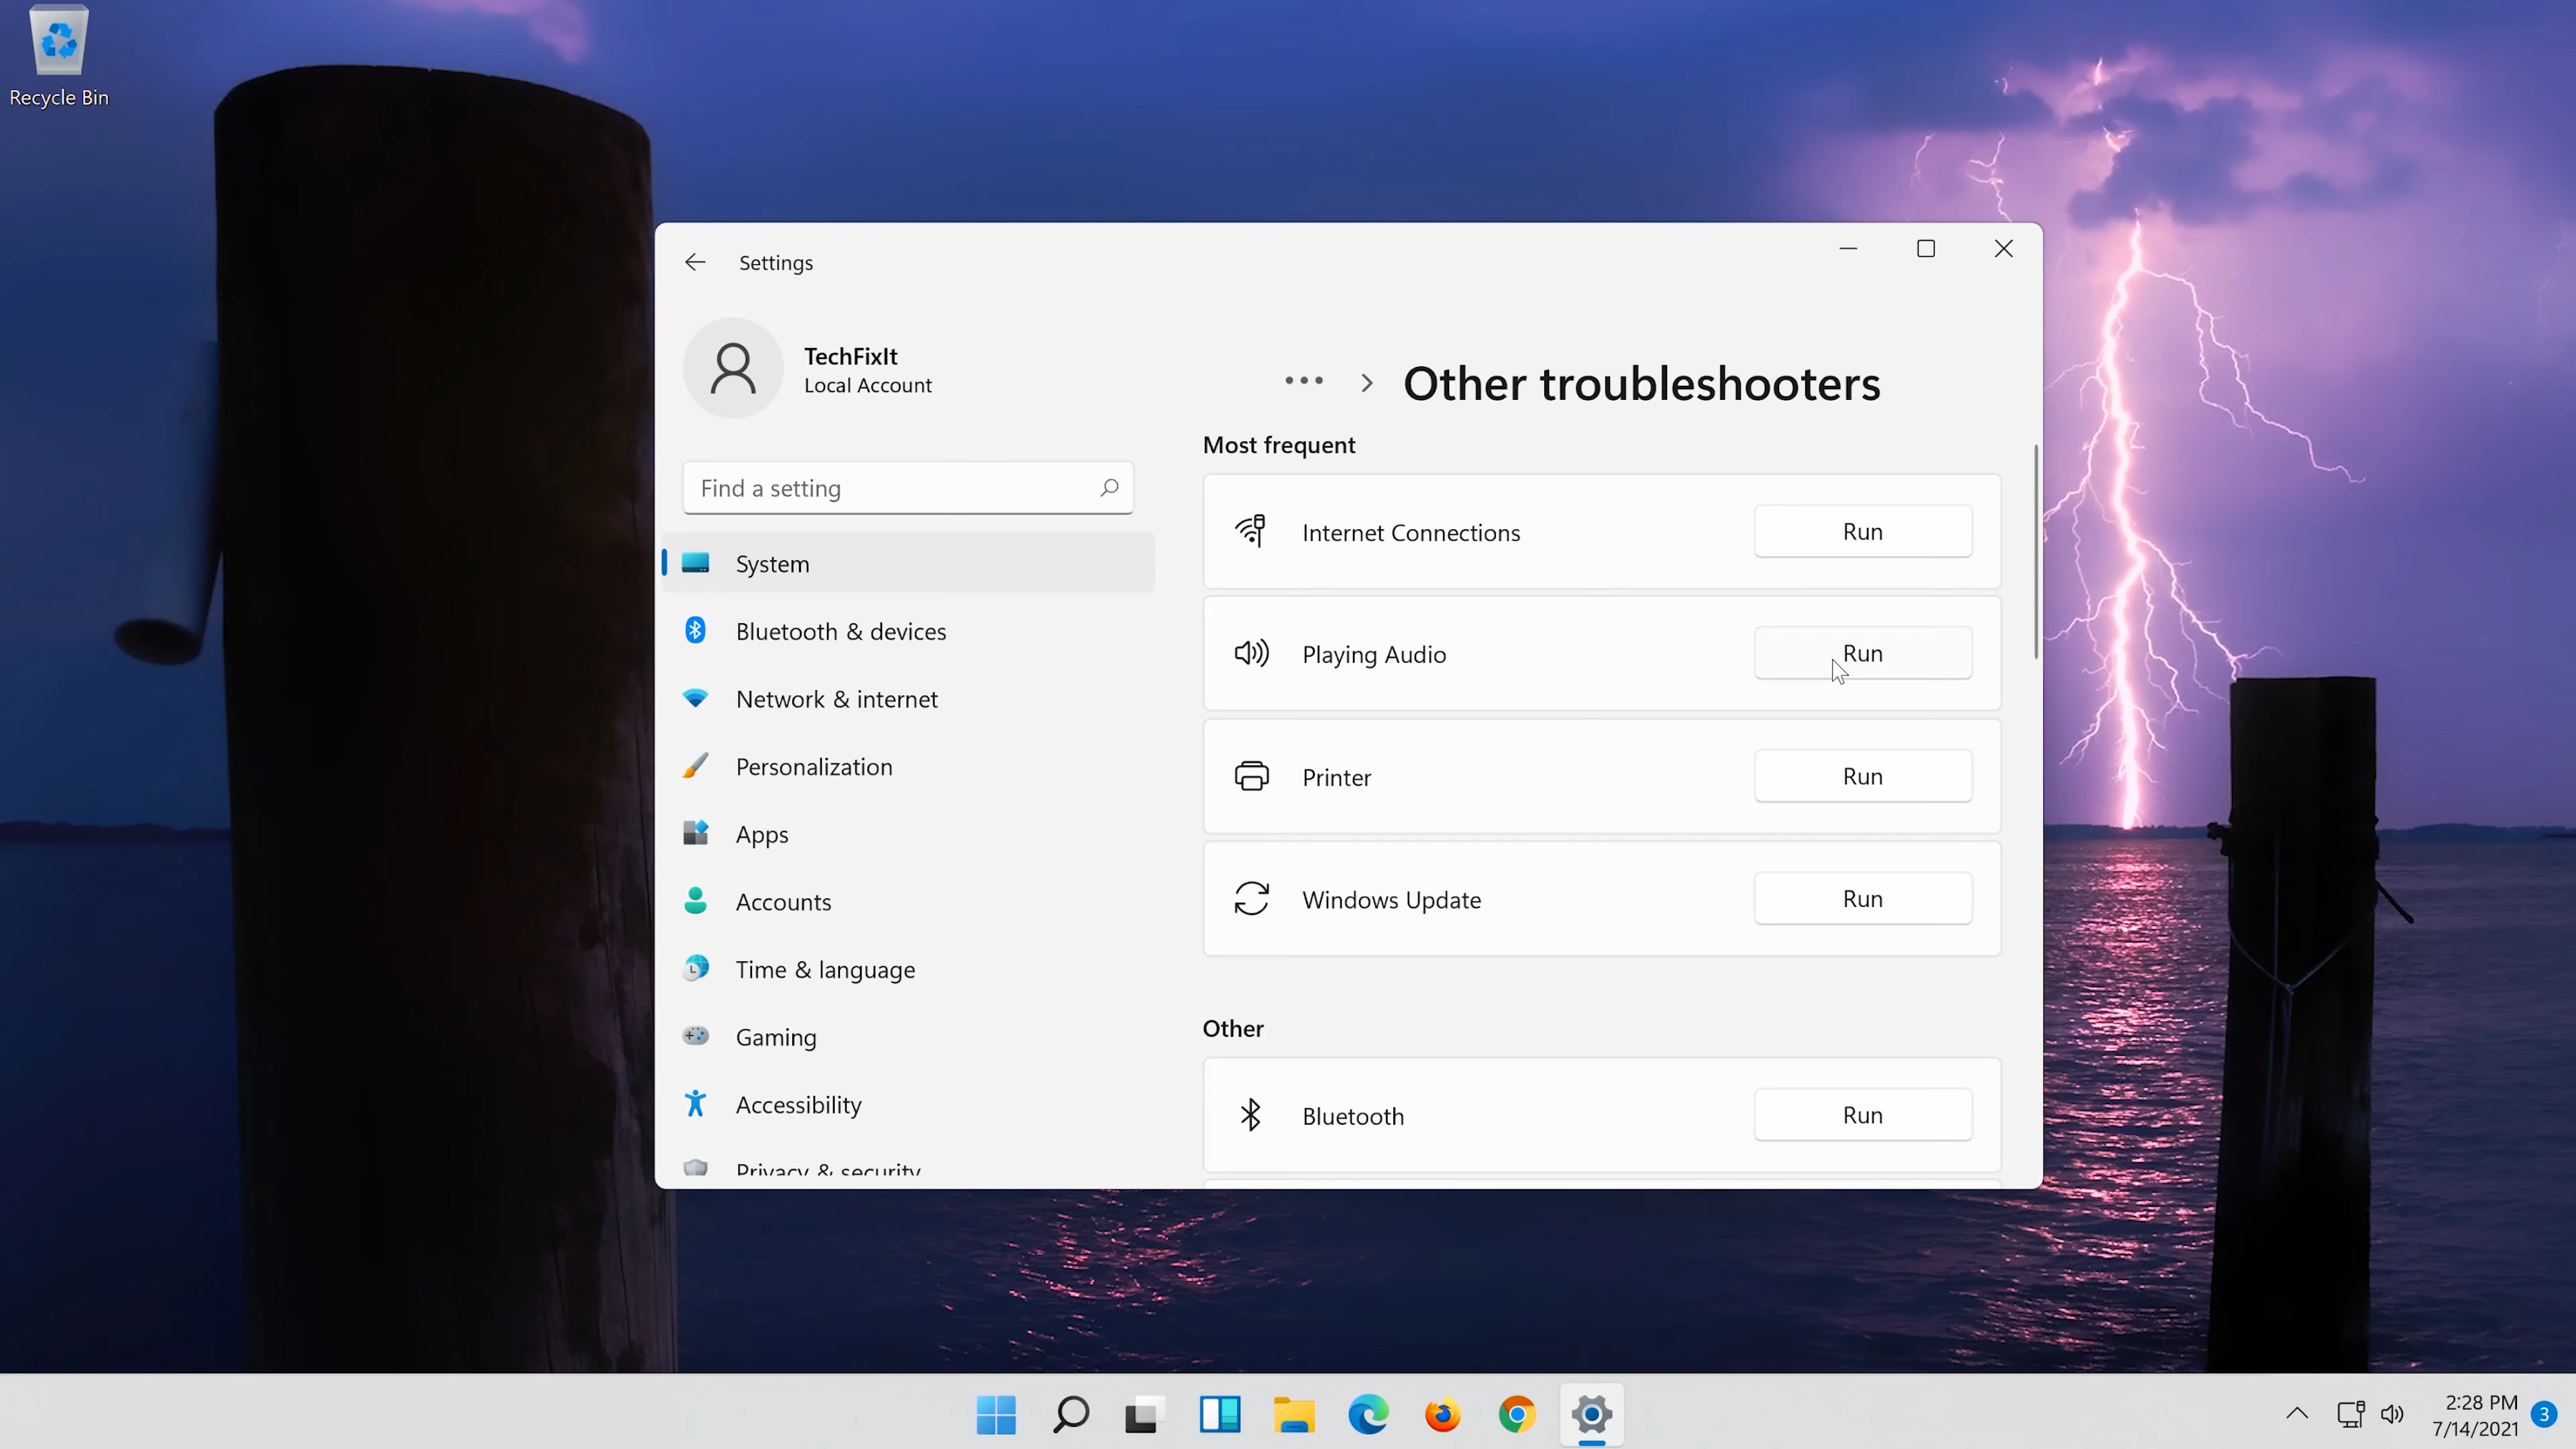 Recycle Bin
Settings
TechFixIt
Local Account
Find a setting
System
Bluetooth & devices
Network & internet
Personalization
Apps
Accounts
Time & language
Gaming
Accessibility
Privacy & security
••• > Other troubleshooters
Most frequent
Internet Connections Run
Playing Audio Run
Printer Run
Windows Update Run
Other
Bluetooth Run
2:28 PM
7/14/2021
3